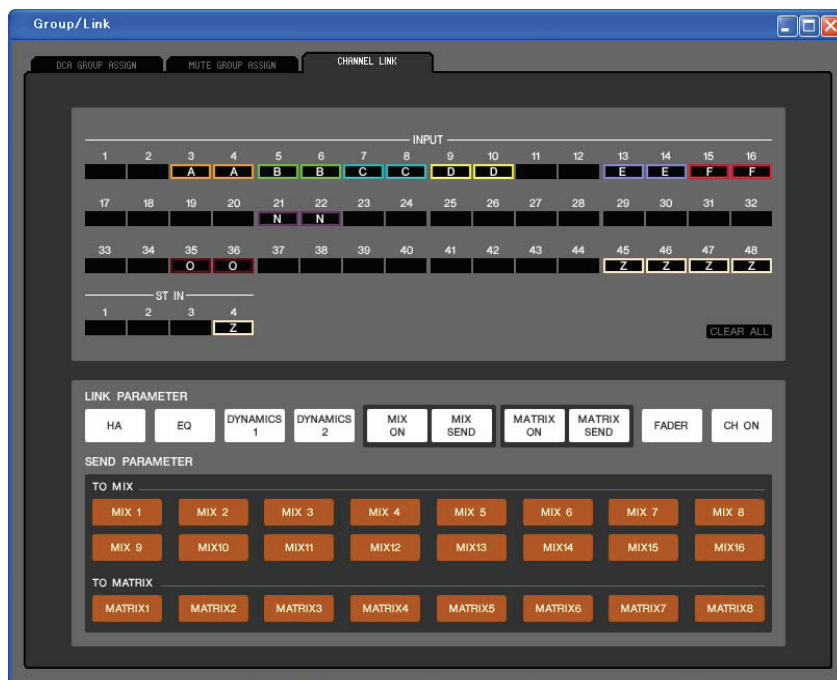 Group/Link
DCA GROUP ASSIGN MUTE GROUP ASSIGN CHANNEL LINK
INPUT
1 2 3 4 5 6 7 8 9 10 11 12 13 14 15 16
A A B B C C D D E E F F
17 18 19 20 21 22 23 24 25 26 27 28 29 30 31 32
N N
33 34 35 36 37 38 39 40 41 42 43 44 45 46 47 48
O O Z Z Z Z
ST IN
1 2 3 4
Z
CLEAR ALL
LINK PARAMETER
HA EQ DYNAMICS 1 DYNAMICS 2 MIX ON MIX SEND MATRIX ON MATRIX SEND FADER CH ON
SEND PARAMETER
TO MIX
MIX 1 MIX 2 MIX 3 MIX 4 MIX 5 MIX 6 MIX 7 MIX 8
MIX 9 MIX10 MIX11 MIX12 MIX13 MIX14 MIX15 MIX16
TO MATRIX
MATRIX1 MATRIX2 MATRIX3 MATRIX4 MATRIX5 MATRIX6 MATRIX7 MATRIX8